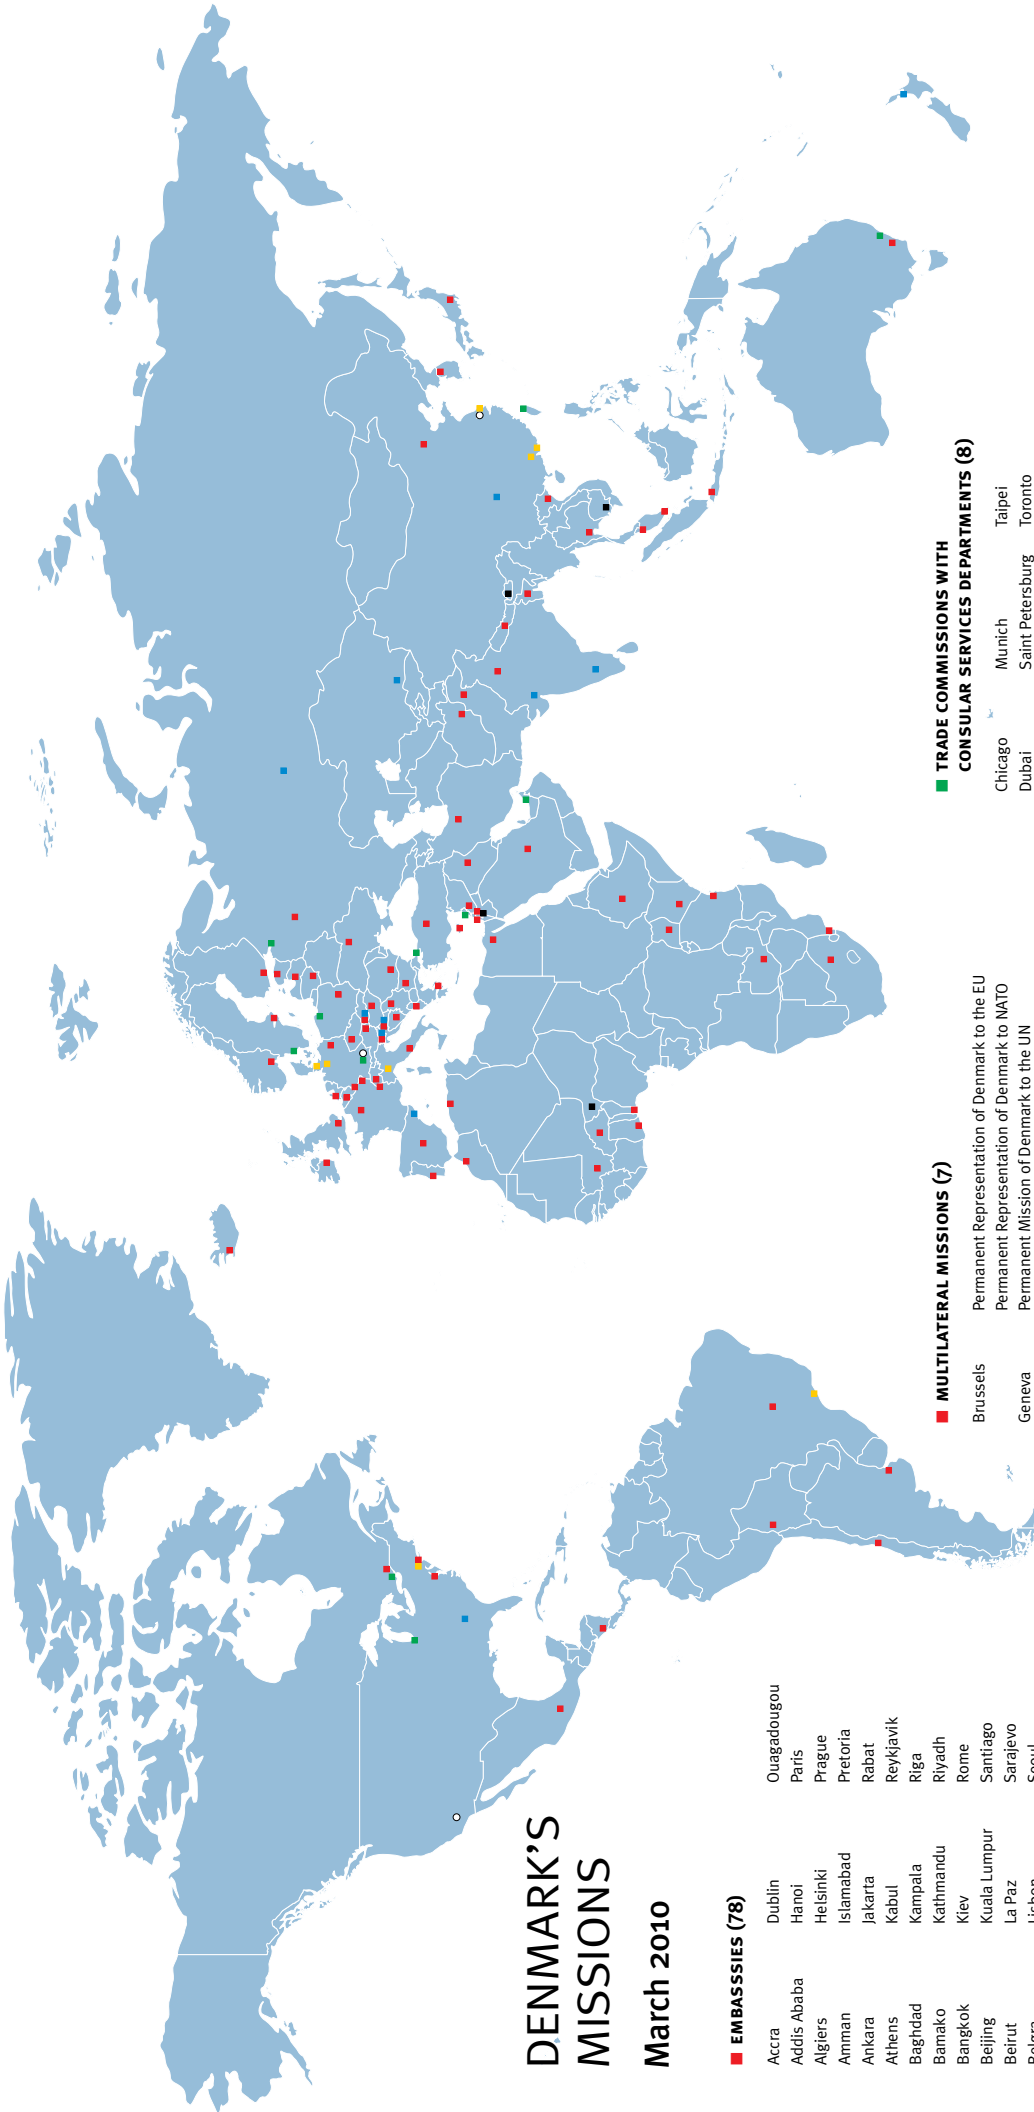 DENMARK'S
MISSIONS
March 2010
EMBASSSIES (78)
Accra
Addis Ababa
Algiers
Amman
Ankara
Athens
Baghdad
Bamako
Bangkok
Beijing
Beirut
Dublin
Hanoi
Helsinki
Islamabad
Jakarta
Kabul
Kampala
Kathmandu
Kiev
Kuala Lumpur
La Paz
Ouagadougou
Paris
Prague
Pretoria
Rabat
Reykjavik
Riga
Riyadh
Rome
Santiago
Sarajevo
MULTILATERAL MISSIONS (7)
Brussels Permanent Representation of Denmark to the EU
Permanent Representation of Denmark to NATO
Geneva Permanent Mission of Denmark to the UN
TRADE COMMISSIONS WITH
CONSULAR SERVICES DEPARTMENTS (8)
Chicago Munich Taipei
Dubai Saint Petersburg Toronto